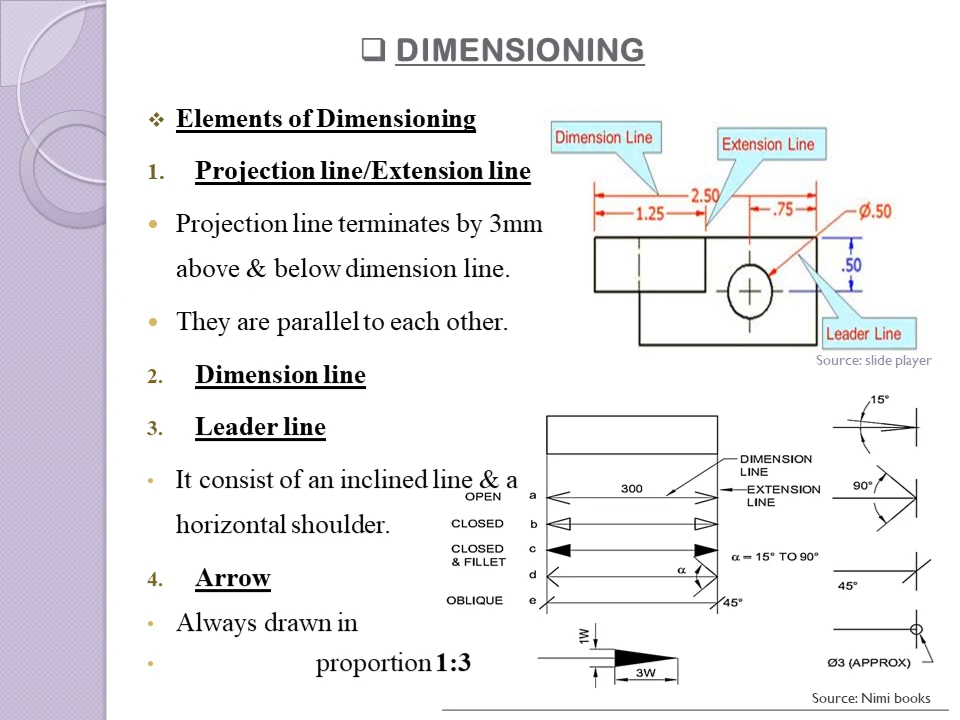 DIMENSIONING
Elements of Dimensioning
1. Projection line/Extension line
Projection line terminates by 3mm
above & below dimension line.
They are parallel to each other.
2. Dimension line
3. Leader line
It consist of an inclined line & a
horizontal shoulder.
4. Arrow
Always drawn in
proportion 1:3
Dimension Line
Extension Line
2.50
1.25
.75
Ø.50
.50
Leader Line
Source: slide player
15°
DIMENSION
LINE
300
EXTENSION
LINE
90°
OPEN a
CLOSED b
CLOSED
& FILLET c
α = 15° TO 90°
d
α
45°
OBLIQUE e
45°
1W
3W
Ø3 (APPROX)
Source: Nimi books